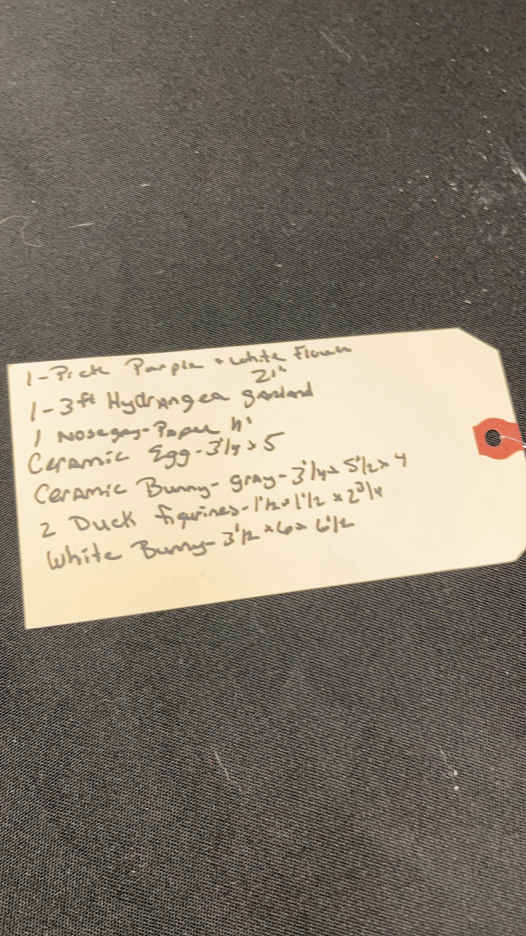 1-Pick Purple + white Flower
21"
1-3ft Hydrangea garland
1 Nosegay-Paper 11"
Ceramic Egg-3 1/4 x 5
Ceramic Bunny- gray-3 1/4 x 5 1/2 x 4
2 Duck figurines-1 1/2 x 1 1/2 x 2 3/4
White Bunny-3 1/2 x 6 x 6 1/2